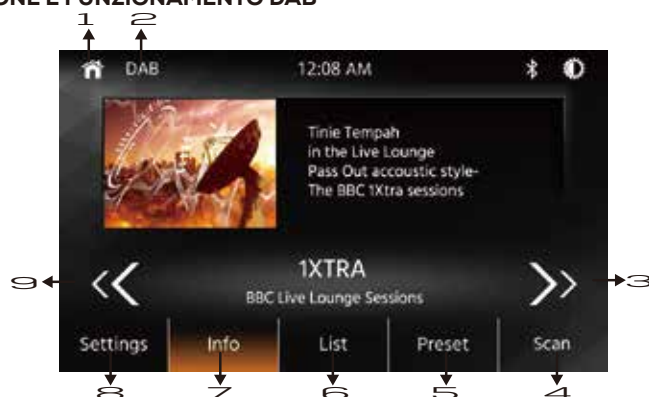 E FUNZIONAMENTO DAB
1 2
DAB 12:08 AM
Tinie Tempah
in the Live Lounge
Pass Out accoustic style-
The BBC 1Xtra sessions
9 3
1XTRA
BBC Live Lounge Sessions
Settings Info List Preset Scan
8 7 6 5 4